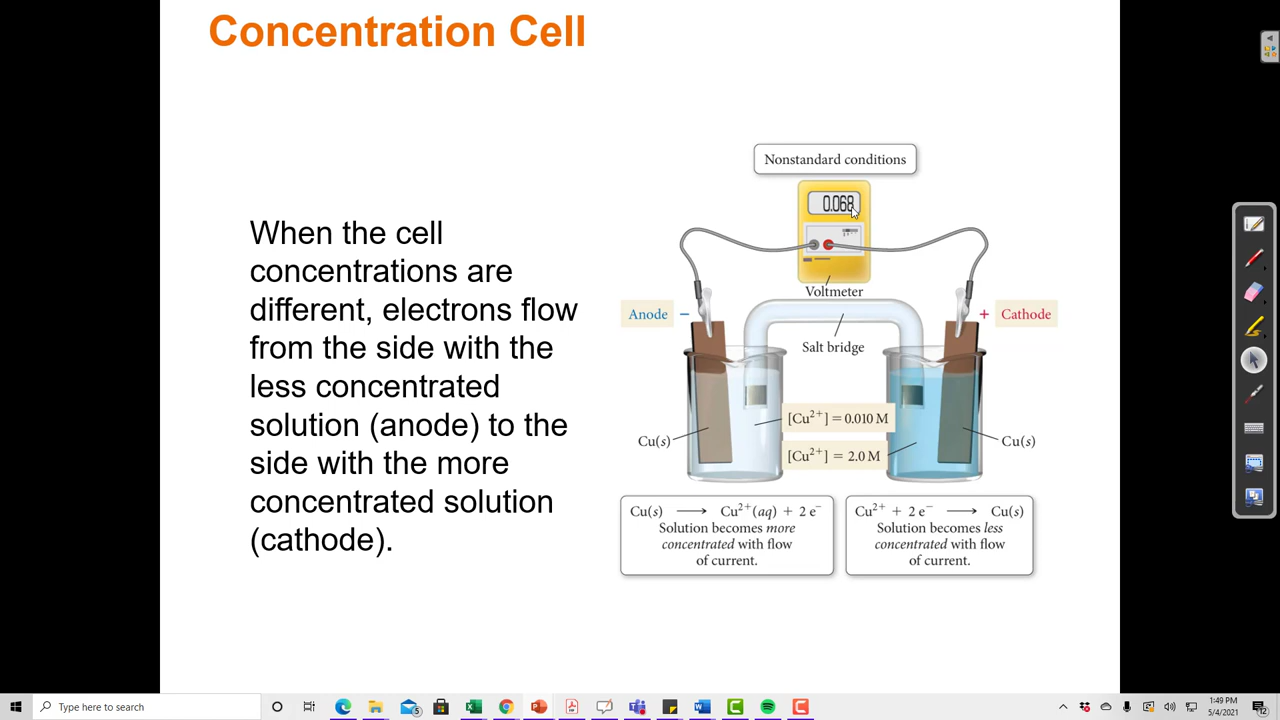 Concentration Cell
When the cell
concentrations are
different, electrons flow
from the side with the
less concentrated
solution (anode) to the
side with the more
concentrated solution
(cathode).
Nonstandard conditions
0.068
Voltmeter
Anode −
+ Cathode
Salt bridge
[Cu²⁺] = 0.010 M
Cu(s)
Cu(s)
[Cu²⁺] = 2.0 M
Cu(s) ⟶ Cu²⁺(aq) + 2 e⁻
Solution becomes more
concentrated with flow
of current.
Cu²⁺ + 2 e⁻ ⟶ Cu(s)
Solution becomes less
concentrated with flow
of current.
Type here to search
1:49 PM
5/4/2021